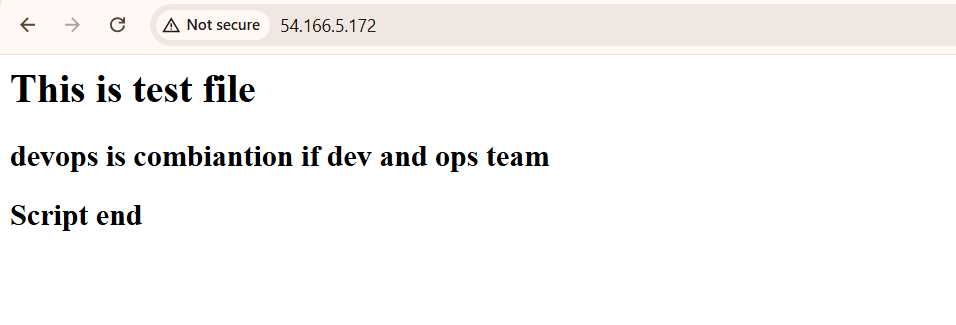 Not secure 54.166.5.172
This is test file
devops is combiantion if dev and ops team
Script end